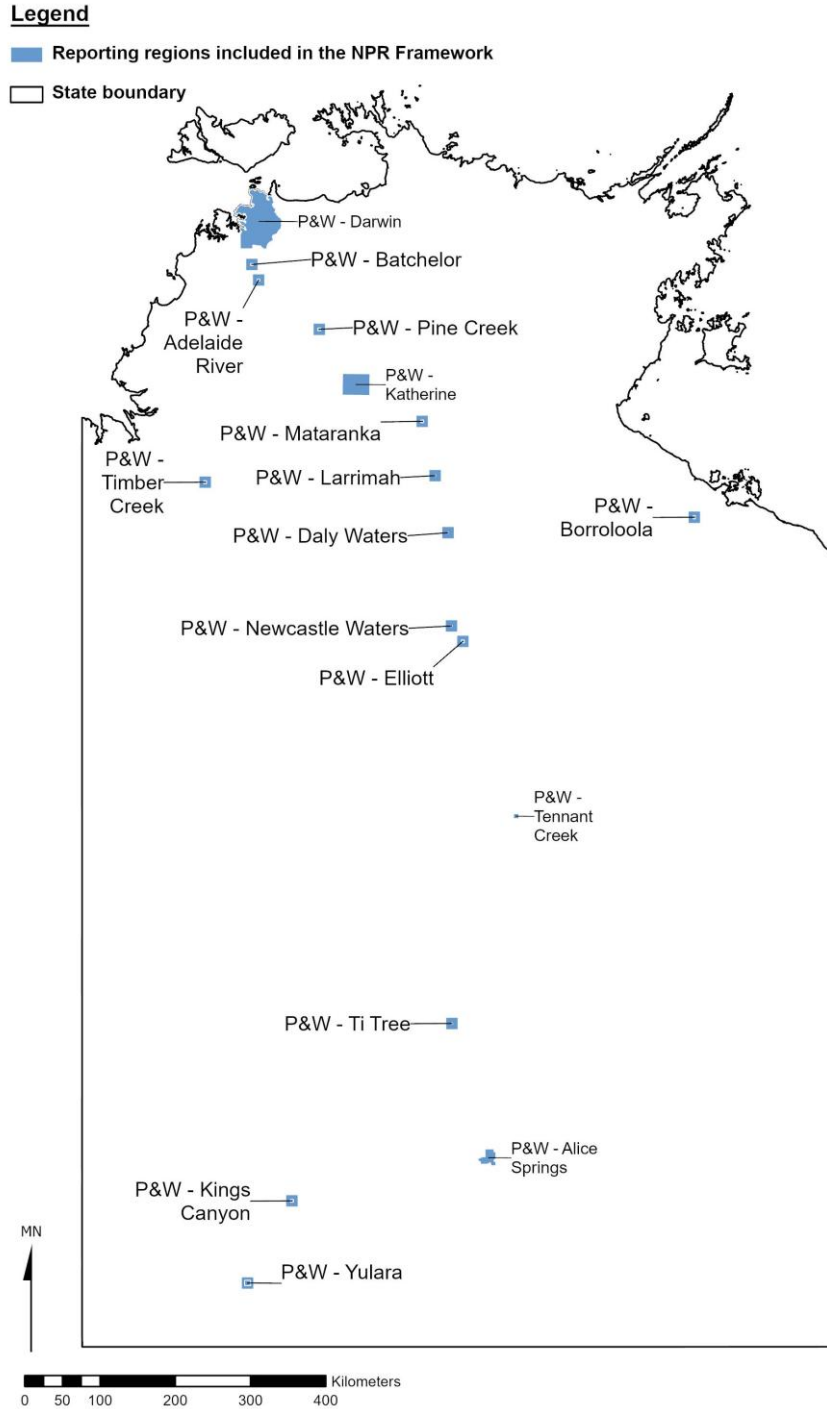 Legend
Reporting regions included in the NPR Framework
State boundary
P&W - Darwin
P&W - Batchelor
P&W -
Adelaide
River
P&W - Pine Creek
P&W -
Katherine
P&W - Mataranka
P&W -
Timber
Creek
P&W - Larrimah
P&W -
Borroloola
P&W - Daly Waters
P&W - Newcastle Waters
P&W - Elliott
P&W -
Tennant
Creek
P&W - Ti Tree
P&W - Alice
Springs
P&W - Kings
Canyon
P&W - Yulara
MN
Kilometers
0 50 100 200 300 400